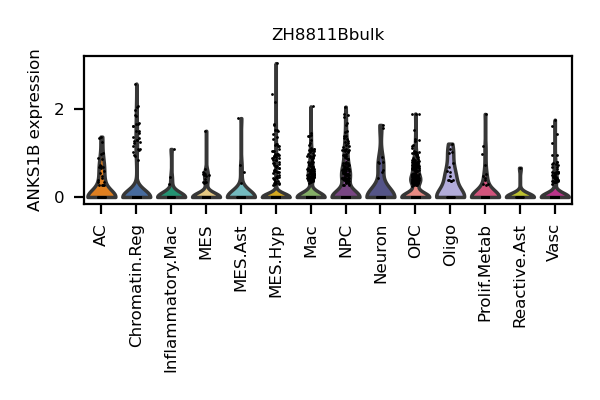 ZH8811Bbulk
ANKS1B expression
2
0
AC
Chromatin.Reg
Inflammatory.Mac
MES
MES.Ast
MES.Hyp
Mac
NPC
Neuron
OPC
Oligo
Prolif.Metab
Reactive.Ast
Vasc